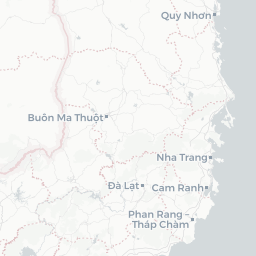 Quy Nhơn
Buôn Ma Thuột
Nha Trang
Đà Lạt
Cam Ranh
Phan Rang -
Tháp Chàm